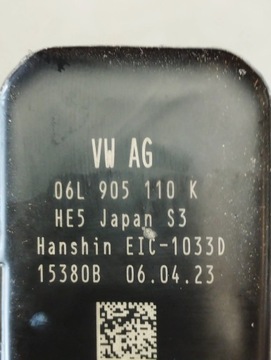 VW AG
06L 905 110 K
HE5 Japan S3
Hanshin EIC-1033D
15380B 06.04.23